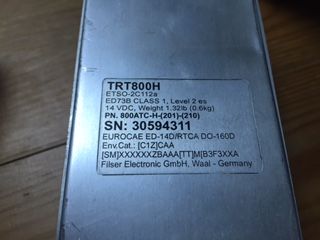 TRT800H
ETSO-2C112a
ED73B CLASS 1, Level 2 es
14 VDC, Weight 1.32lb (0.6kg)
PN. 800ATC-H-(201)-(210)
SN: 30594311
EUROCAE ED-14D/RTCA DO-160D
Env.Cat.: [C1Z]CAA
[SM]XXXXXXZBAAA[TT]M[B3F3XXA
Filser Electronic GmbH, Waal - Germany